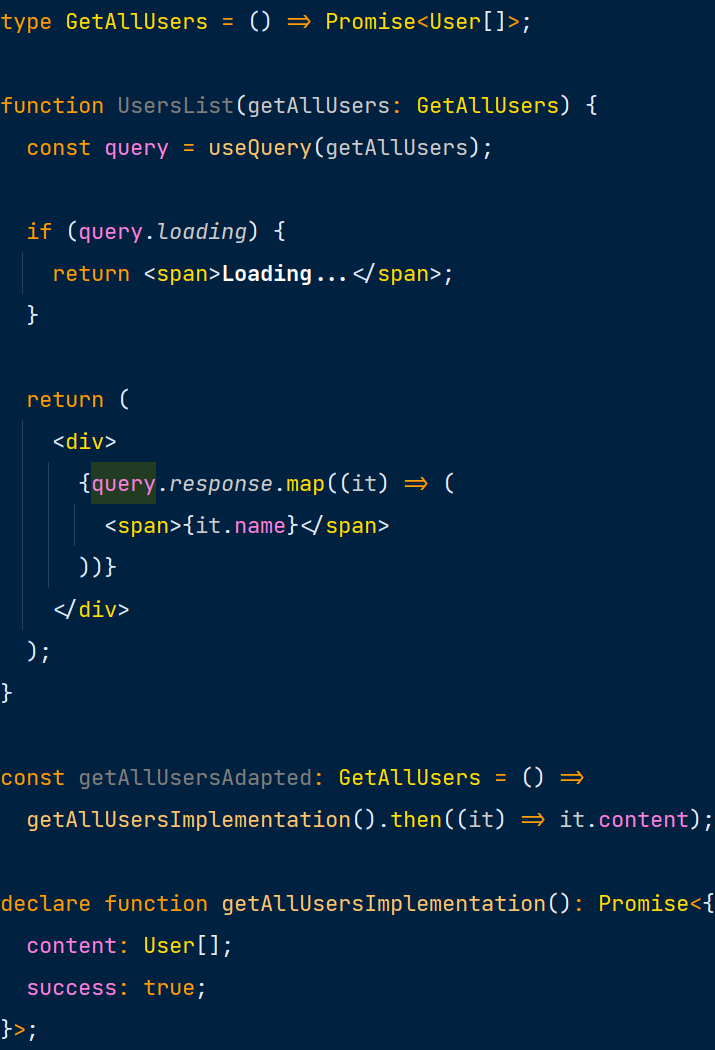 type GetAllUsers = () => Promise<User[]>;

function UsersList(getAllUsers: GetAllUsers) {
  const query = useQuery(getAllUsers);

  if (query.loading) {
    return <span>Loading...</span>;
  }

  return (
    <div>
      {query.response.map((it) => (
        <span>{it.name}</span>
      ))}
    </div>
  );
}

const getAllUsersAdapted: GetAllUsers = () =>
  getAllUsersImplementation().then((it) => it.content);

declare function getAllUsersImplementation(): Promise<{
  content: User[];
  success: true;
}>;